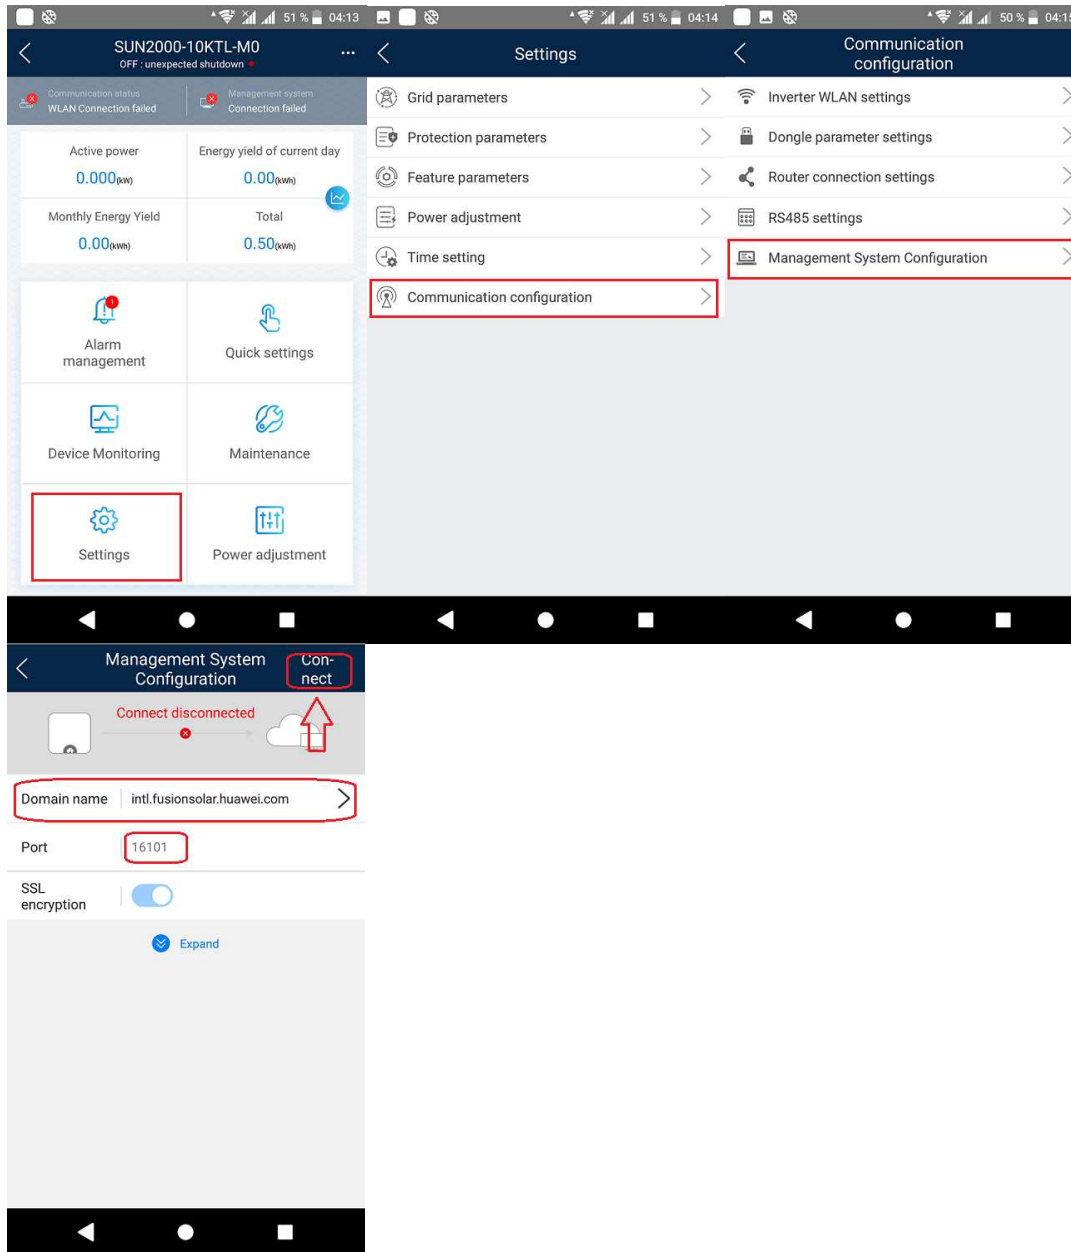 51 % 04:13
SUN2000-10KTL-M0
OFF : unexpected shutdown
Communication status
WLAN Connection failed
Management system
Connection failed
Active power
0.000(kW)
Energy yield of current day
0.00(kWh)
Monthly Energy Yield
0.00(kWh)
Total
0.50(kWh)
1
Alarm
management
Quick settings
Device Monitoring
Maintenance
Settings
Power adjustment
51 % 04:14
Settings
Grid parameters
Protection parameters
Feature parameters
Power adjustment
Time setting
Communication configuration
50 % 04:15
Communication
configuration
Inverter WLAN settings
Dongle parameter settings
Router connection settings
RS485 settings
Management System Configuration
Management System
Configuration
Con-
nect
Connect disconnected
Domain name intl.fusionsolar.huawei.com
Port 16101
SSL
encryption
Expand